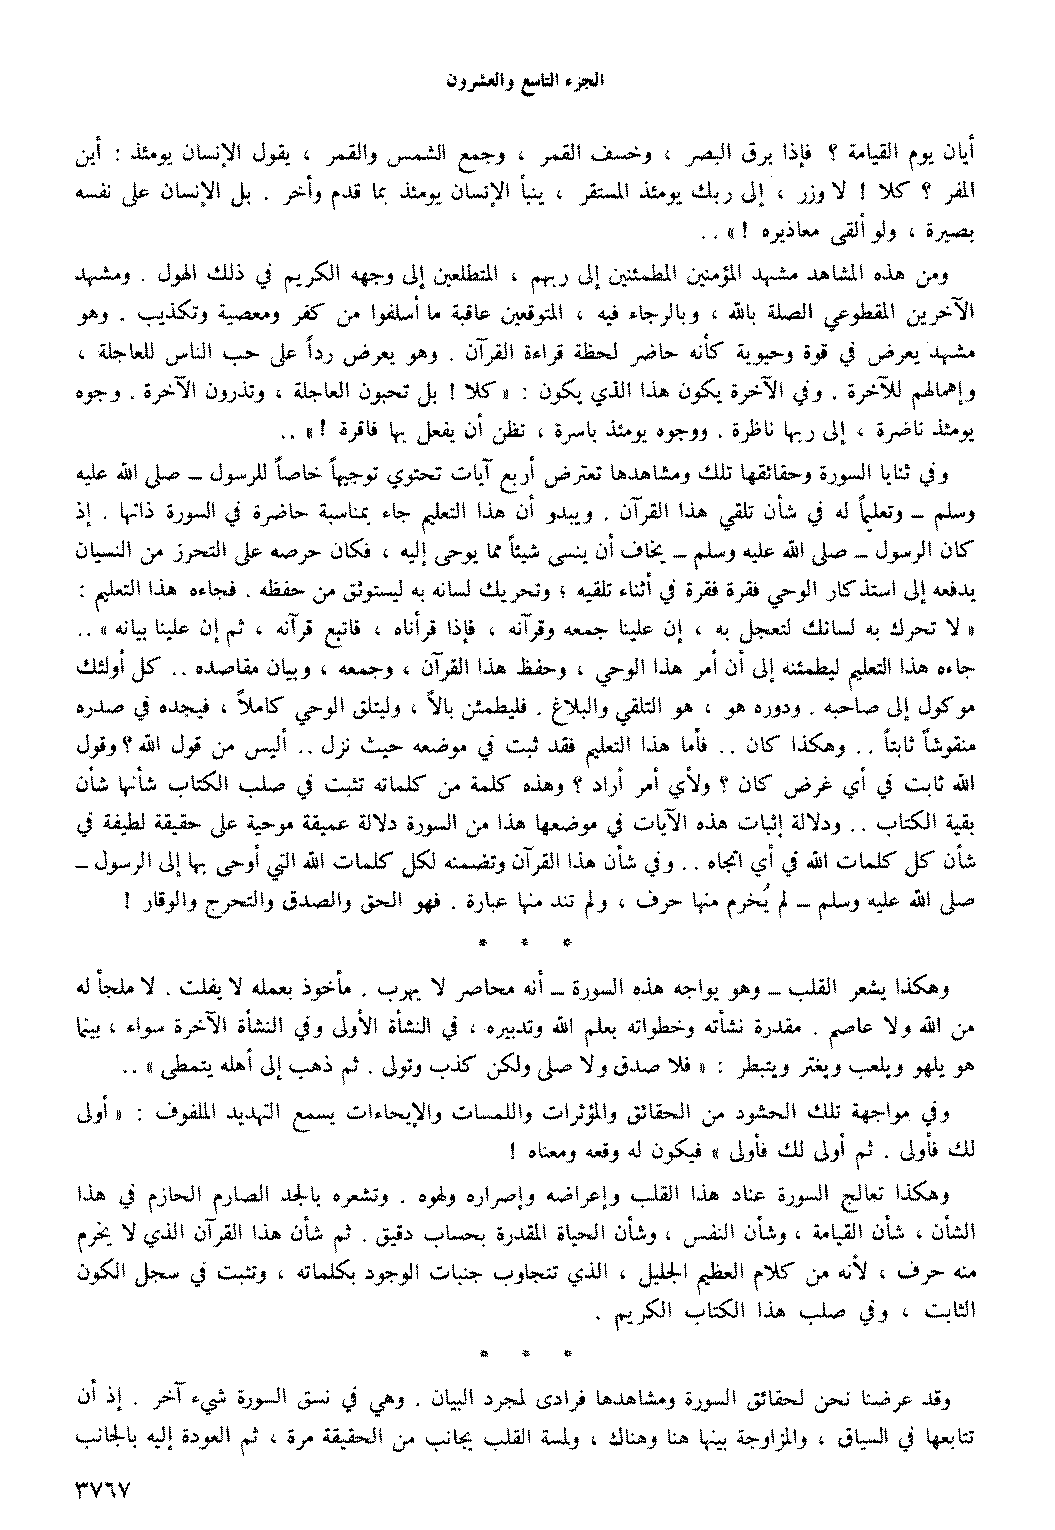 الجزء التاسع والعشرون
أيان يوم القيامة ؟ فإذا برق البصر ، وخسف القمر ، وجمع الشمس والقمر ، يقول الإنسان يومئذ : أين
المفر ؟ كلا ! لا وزر ، إلى ربك يومئذ المستقر ، ينبأ الإنسان يومئذ بما قدم وأخر . بل الإنسان على نفسه
بصيرة ، ولو ألقى معاذيره ! » . .
ومن هذه المشاهد مشهد المؤمنين المطمئنين إلى ربهم ، المتطلعين إلى وجهه الكريم في ذلك الهول . ومشهد
الآخرين المقطوعي الصلة بالله ، وبالرجاء فيه ، المتوقعين عاقبة ما أسلفوا من كفر ومعصية وتكذيب . وهو
مشهد يعرض في قوة وحيوية كأنه حاضر لحظة قراءة القرآن . وهو يعرض رداً على حب الناس للعاجلة ،
وإهمالهم للآخرة . وفي الآخرة يكون هذا الذي يكون : « كلا ! بل تحبون العاجلة ، وتذرون الآخرة . وجوه
يومئذ ناضرة ، إلى ربها ناظرة . ووجوه يومئذ باسرة ، تظن أن يفعل بها فاقرة ! » . .
وفي ثنايا السورة وحقائقها تلك ومشاهدها تعترض أربع آيات تحتوي توجيهاً خاصاً للرسول – صلى الله عليه
وسلم – وتعليماً له في شأن تلقي هذا القرآن . ويبدو أن هذا التعليم جاء بمناسبة حاضرة في السورة ذاتها . إذ
كان الرسول – صلى الله عليه وسلم – يخاف أن ينسى شيئاً مما يوحى إليه ، فكان حرصه على التحرز من النسيان
يدفعه إلى استذكار الوحي فقرة فقرة في أثناء تلقيه ؛ وتحريك لسانه به ليستوثق من حفظه . فجاءه هذا التعليم :
« لا تحرك به لسانك لتعجل به ، إن علينا جمعه وقرآنه ، فإذا قرأناه ، فاتبع قرآنه ، ثم إن علينا بيانه » . .
جاءه هذا التعليم ليطمئنه إلى أن أمر هذا الوحي ، وحفظ هذا القرآن ، وجمعه ، وبيان مقاصده . . كل أولئك
موكول إلى صاحبه . ودوره هو ، هو التلقي والبلاغ . فليطمئن بالاً ، وليتلق الوحي كاملاً ، فيجده في صدره
منقوشاً ثابتاً . . وهكذا كان . . فأما هذا التعليم فقد ثبت في موضعه حيث نزل . . أليس من قول الله ؟ وقول
الله ثابت في أي غرض كان ؟ ولأي أمر أراد ؟ وهذه كلمة من كلماته تثبت في صلب الكتاب شأنها شأن
بقية الكتاب . . ودلالة إثبات هذه الآيات في موضعها هذا من السورة دلالة عميقة موحية على حقيقة لطيفة في
شأن كل كلمات الله في أي اتجاه . . وفي شأن هذا القرآن وتضمنه لكل كلمات الله التي أوحى بها إلى الرسول –
صلى الله عليه وسلم – لم يُخرم منها حرف ، ولم تند منها عبارة . فهو الحق والصدق والتحرج والوقار !
* * *
وهكذا يشعر القلب – وهو يواجه هذه السورة – أنه محاصر لا يهرب . مأخوذ بعمله لا يفلت . لا ملجأ له
من الله ولا عاصم . مقدرة نشأته وخطواته بعلم الله وتدبيره ، في النشأة الأولى وفي النشأة الآخرة سواء ، بينما
هو يلهو ويلعب ويغتر ويتبطر : « فلا صدق ولا صلى ولكن كذب وتولى . ثم ذهب إلى أهله يتمطى » . .
وفي مواجهة تلك الحشود من الحقائق والمؤثرات واللمسات والإيحاءات يسمع التهديد الملفوف : « أولى
لك فأولى . ثم أولى لك فأولى » فيكون له وقعه ومعناه !
وهكذا تعالج السورة عناد هذا القلب وإعراضه وإصراره ولهوه . وتشعره بالجد الصارم الحازم في هذا
الشأن ، شأن القيامة ، وشأن النفس ، وشأن الحياة المقدرة بحساب دقيق . ثم شأن هذا القرآن الذي لا يخرم
منه حرف ، لأنه من كلام العظيم الجليل ، الذي تتجاوب جنبات الوجود بكلماته ، وتثبت في سجل الكون
الثابت ، وفي صلب هذا الكتاب الكريم .
* * *
وقد عرضنا نحن لحقائق السورة ومشاهدها فرادى لمجرد البيان . وهي في نسق السورة شيء آخر . إذ أن
تتابعها في السياق ، والمزاوجة بينها هنا وهناك ، ولمسة القلب بجانب من الحقيقة مرة ، ثم العودة إليه بالجانب
٣٧٦٧